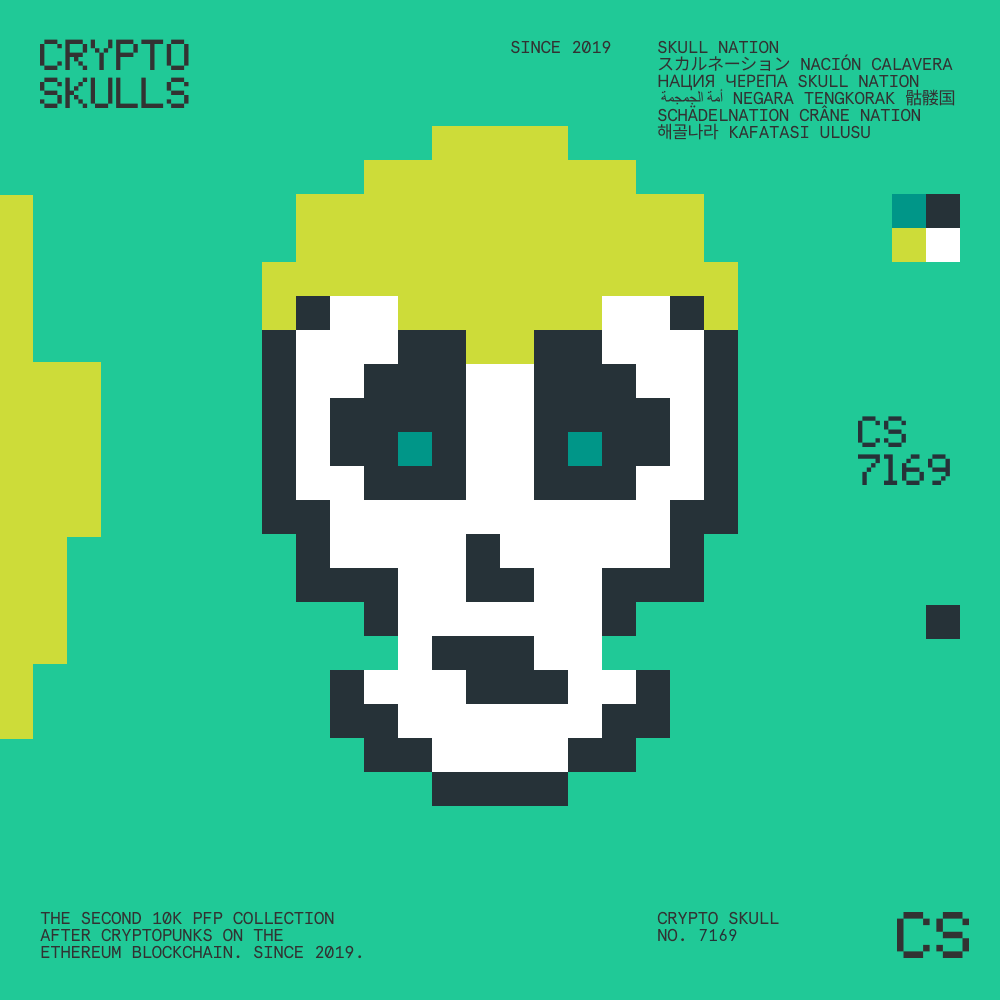 CRYPTO
SKULLS
SINCE 2019
SKULL NATION
スカルネーション NACIÓN CALAVERA
НАЦИЯ ЧЕРЕПА SKULL NATION
أمة الجمجمة NEGARA TENGKORAK 骷髅国
SCHÄDELNATION CRÂNE NATION
해골나라 KAFATASI ULUSU
CS
7169
THE SECOND 10K PFP COLLECTION
AFTER CRYPTOPUNKS ON THE
ETHEREUM BLOCKCHAIN. SINCE 2019.
CRYPTO SKULL
NO. 7169
CS